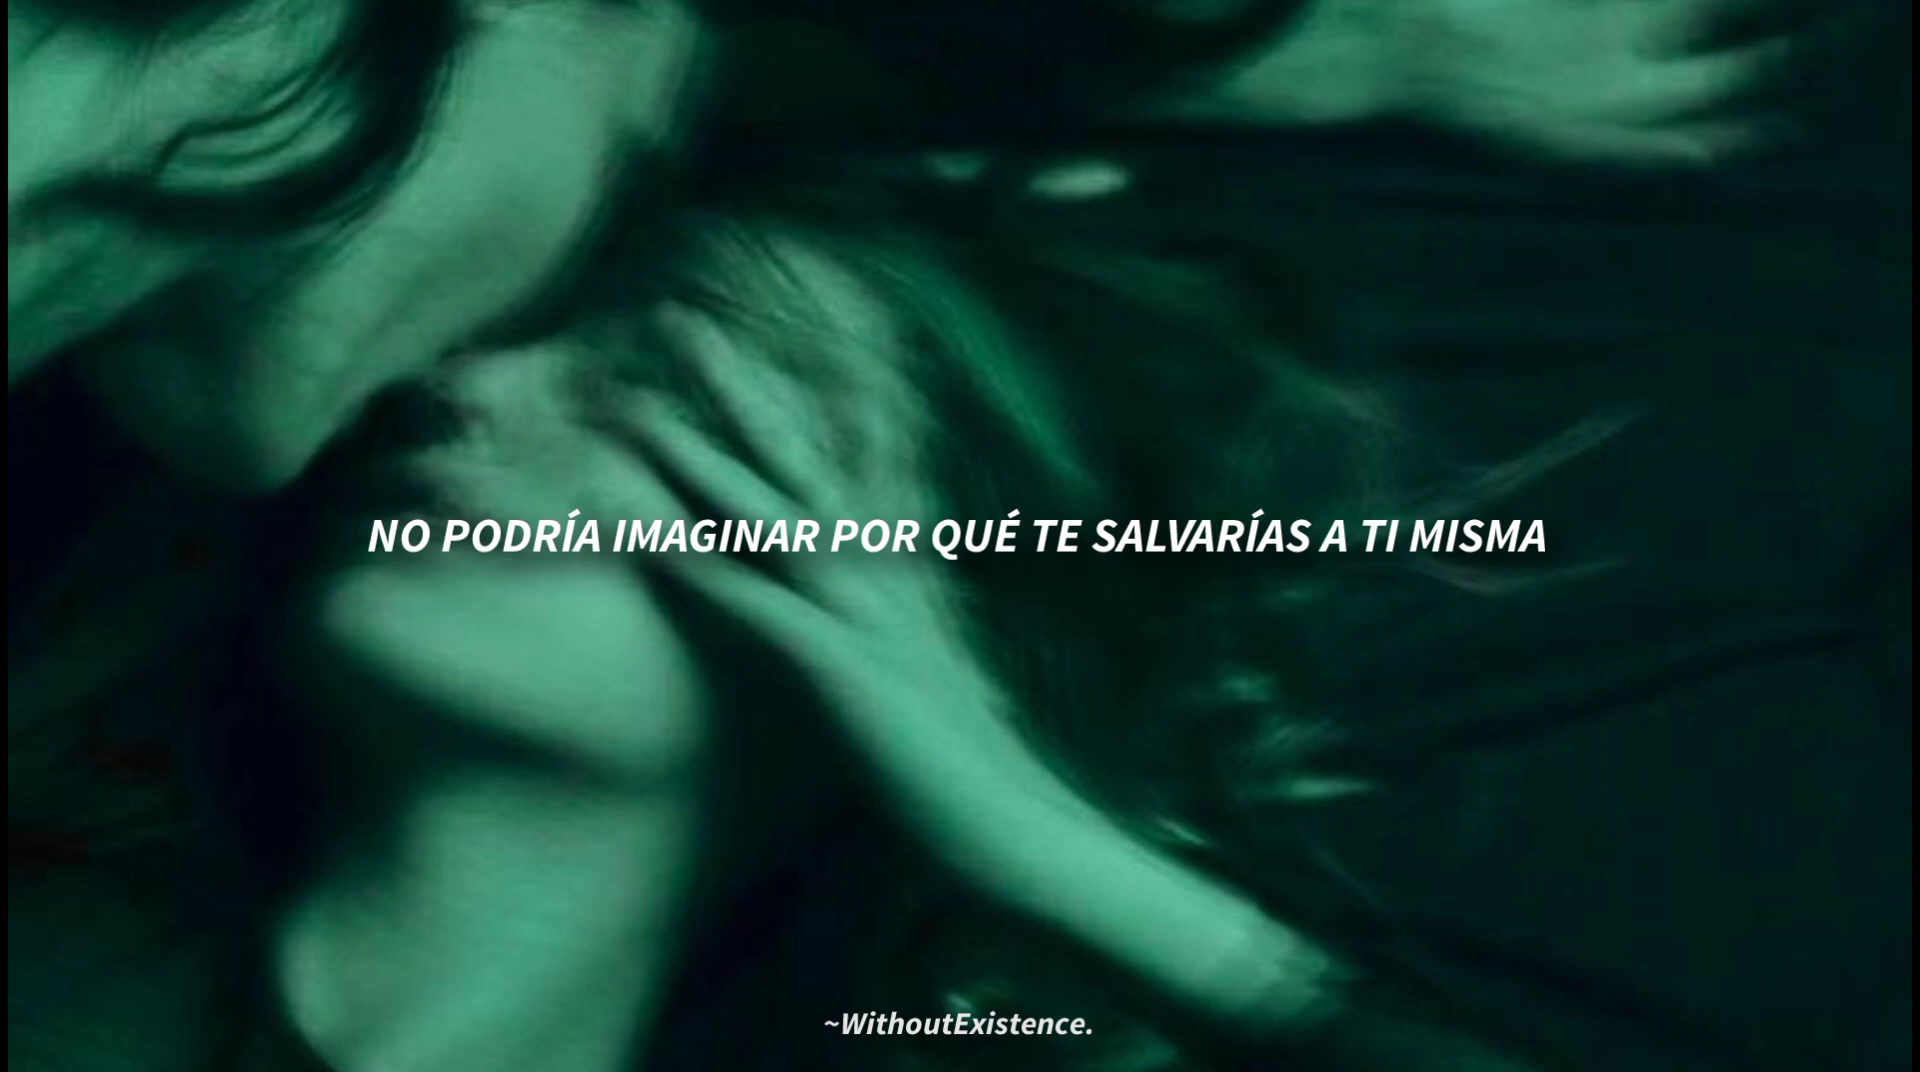 NO PODRÍA IMAGINAR POR QUÉ TE SALVARÍAS A TI MISMA
~WithoutExistence.